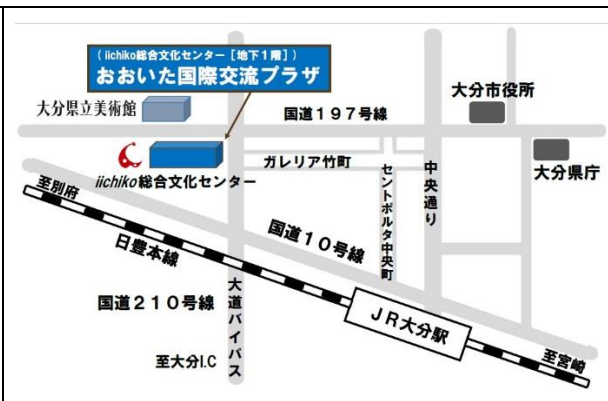 （iichiko総合文化センター［地下１階］）
おおいた国際交流プラザ
大分県立美術館
国道１９７号線
大分市役所
大分県庁
ガレリア竹町
iichiko総合文化センター
セントポルタ中央町
中央通り
至別府
日豊本線
国道１０号線
国道２１０号線
大道バイパス
ＪＲ大分駅
至大分I.C
至宮崎